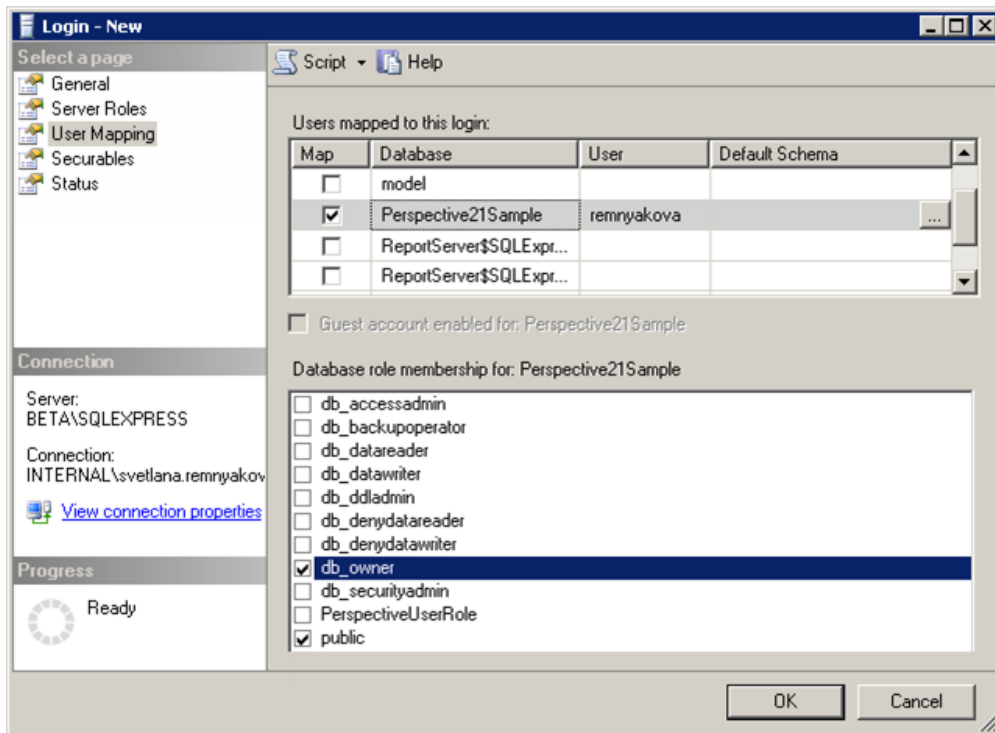 Login - New
Select a page
General
Server Roles
User Mapping
Securables
Status
Script Help
Users mapped to this login:
Map Database User Default Schema
model
Perspective21Sample remnyakova ...
ReportServer$SQLExpr...
ReportServer$SQLExpr...
Guest account enabled for: Perspective21Sample
Database role membership for: Perspective21Sample
db_accessadmin
db_backupoperator
db_datareader
db_datawriter
db_ddladmin
db_denydatareader
db_denydatawriter
db_owner
db_securityadmin
PerspectiveUserRole
public
Connection
Server:
BETA\SQLEXPRESS
Connection:
INTERNAL\svetlana.remnyakov
View connection properties
Progress
Ready
OK Cancel